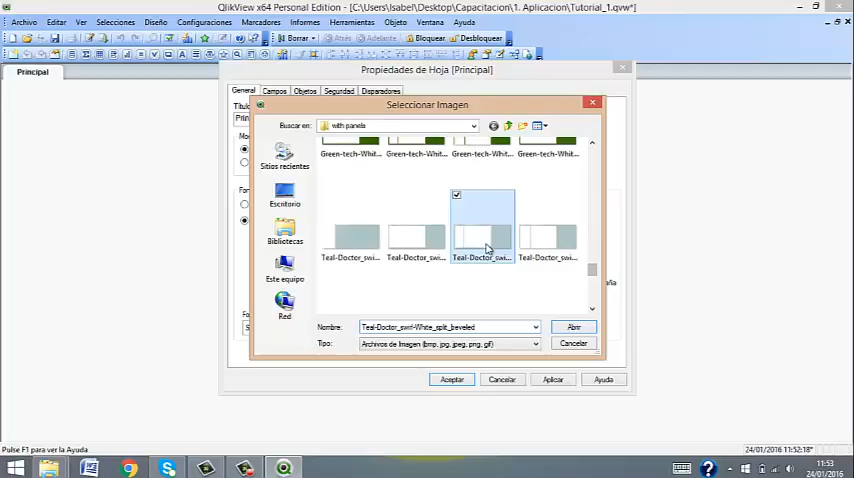 QlikView x64 Personal Edition - [C:\Users\Isabel\Desktop\Capacitacion\1. Aplicacion\Tutorial_1.qvw*]
Archivo Editar Ver Selecciones Diseño Configuraciones Marcadores Informes Herramientas Objeto Ventana Ayuda
Borrar Atrás Adelante Bloquear Desbloquear
Principal
Propiedades de Hoja [Principal]
General Campos Objetos Seguridad Disparadores
Seleccionar Imagen
Buscar en: with panels
Sitios recientes
Escritorio
Bibliotecas
Este equipo
Red
Green-tech-Whit... Green-tech-Whit... Green-tech-Whit... Green-tech-Whit...
Teal-Doctor_swi... Teal-Doctor_swi... Teal-Doctor_swi... Teal-Doctor_swi...
Nombre: Teal-Doctor_swirl-White_split_beveled Abrir
Tipo: Archivos de Imagen (bmp, jpg, jpeg, png, gif) Cancelar
Aceptar Cancelar Aplicar Ayuda
Pulse F1 para ver la Ayuda 24/01/2016 11:52:18*
11:53
24/01/2016